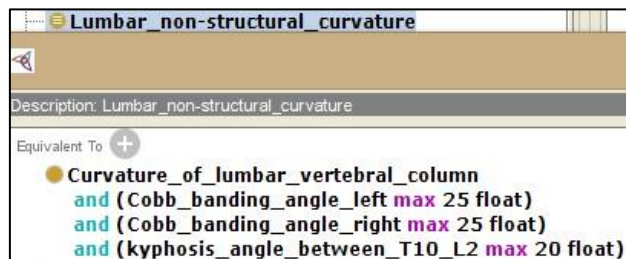 Lumbar_non-structural_curvature
Description: Lumbar_non-structural_curvature
Equivalent To
Curvature_of_lumbar_vertebral_column
and (Cobb_banding_angle_left max 25 float)
and (Cobb_banding_angle_right max 25 float)
and (kyphosis_angle_between_T10_L2 max 20 float)